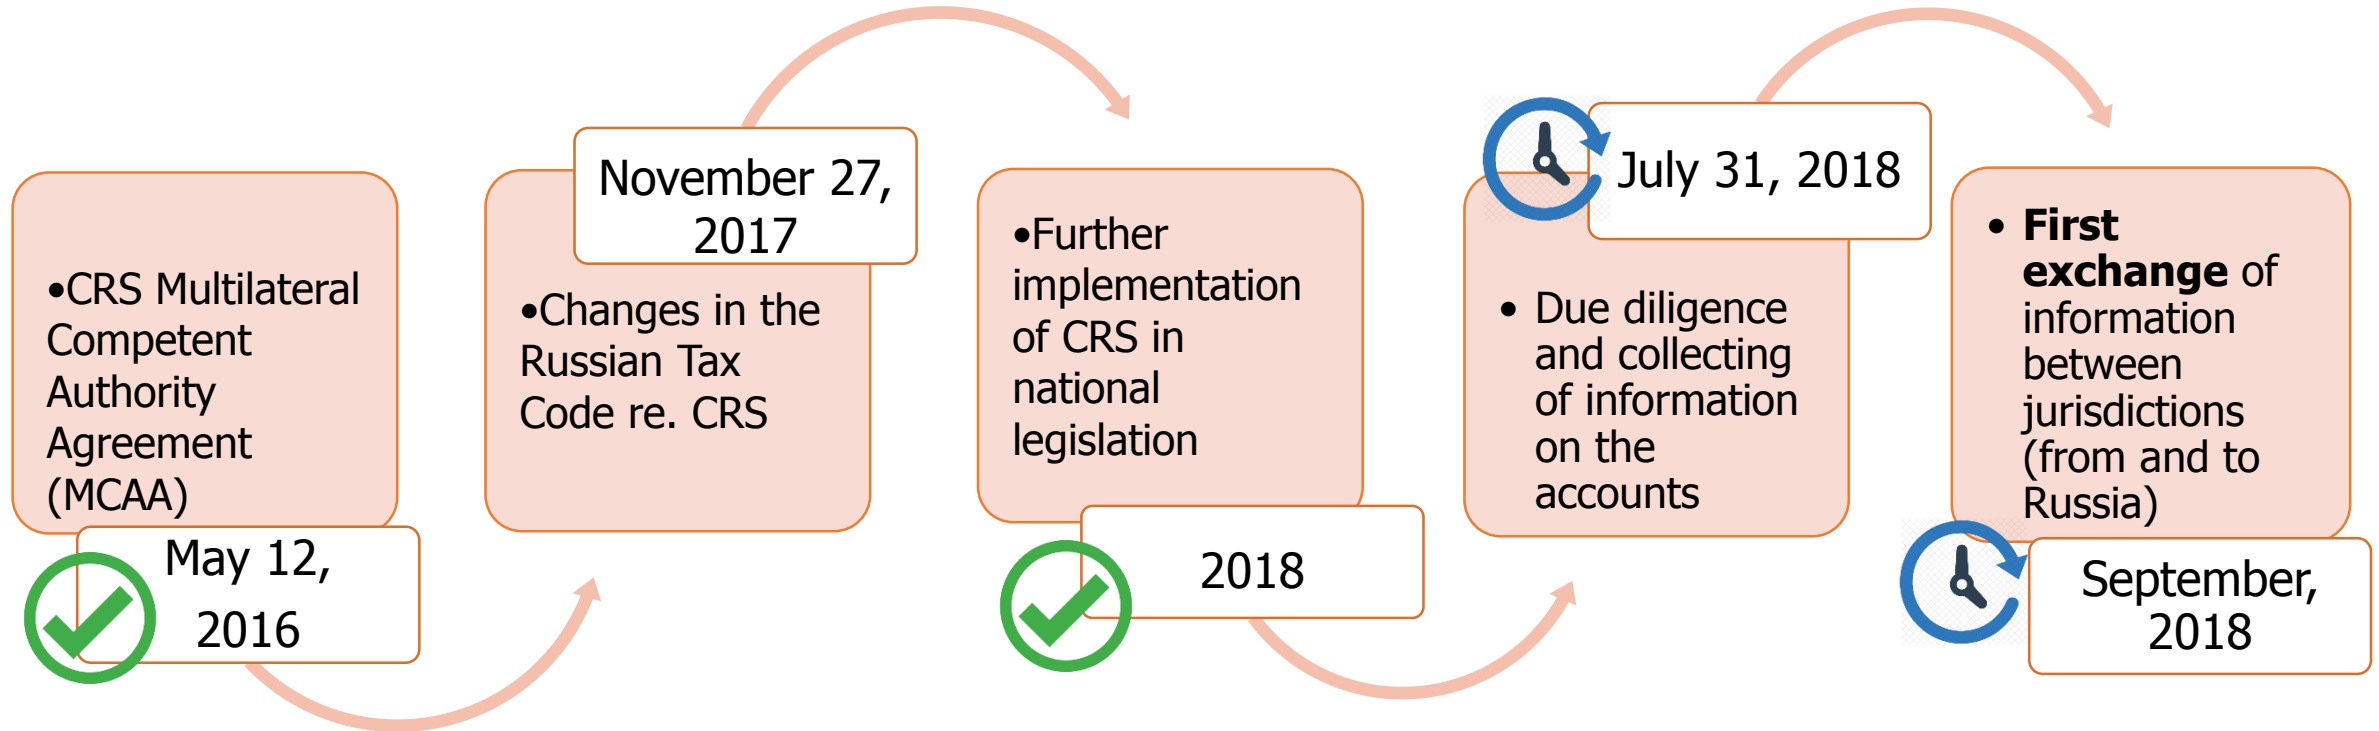 •CRS Multilateral
Competent
Authority
Agreement
(MCAA)
May 12,
2016
November 27,
2017
•Changes in the
Russian Tax
Code re. CRS
•Further
implementation
of CRS in
national
legislation
2018
July 31, 2018
• Due diligence
and collecting
of information
on the
accounts
• First
exchange of
information
between
jurisdictions
(from and to
Russia)
September,
2018